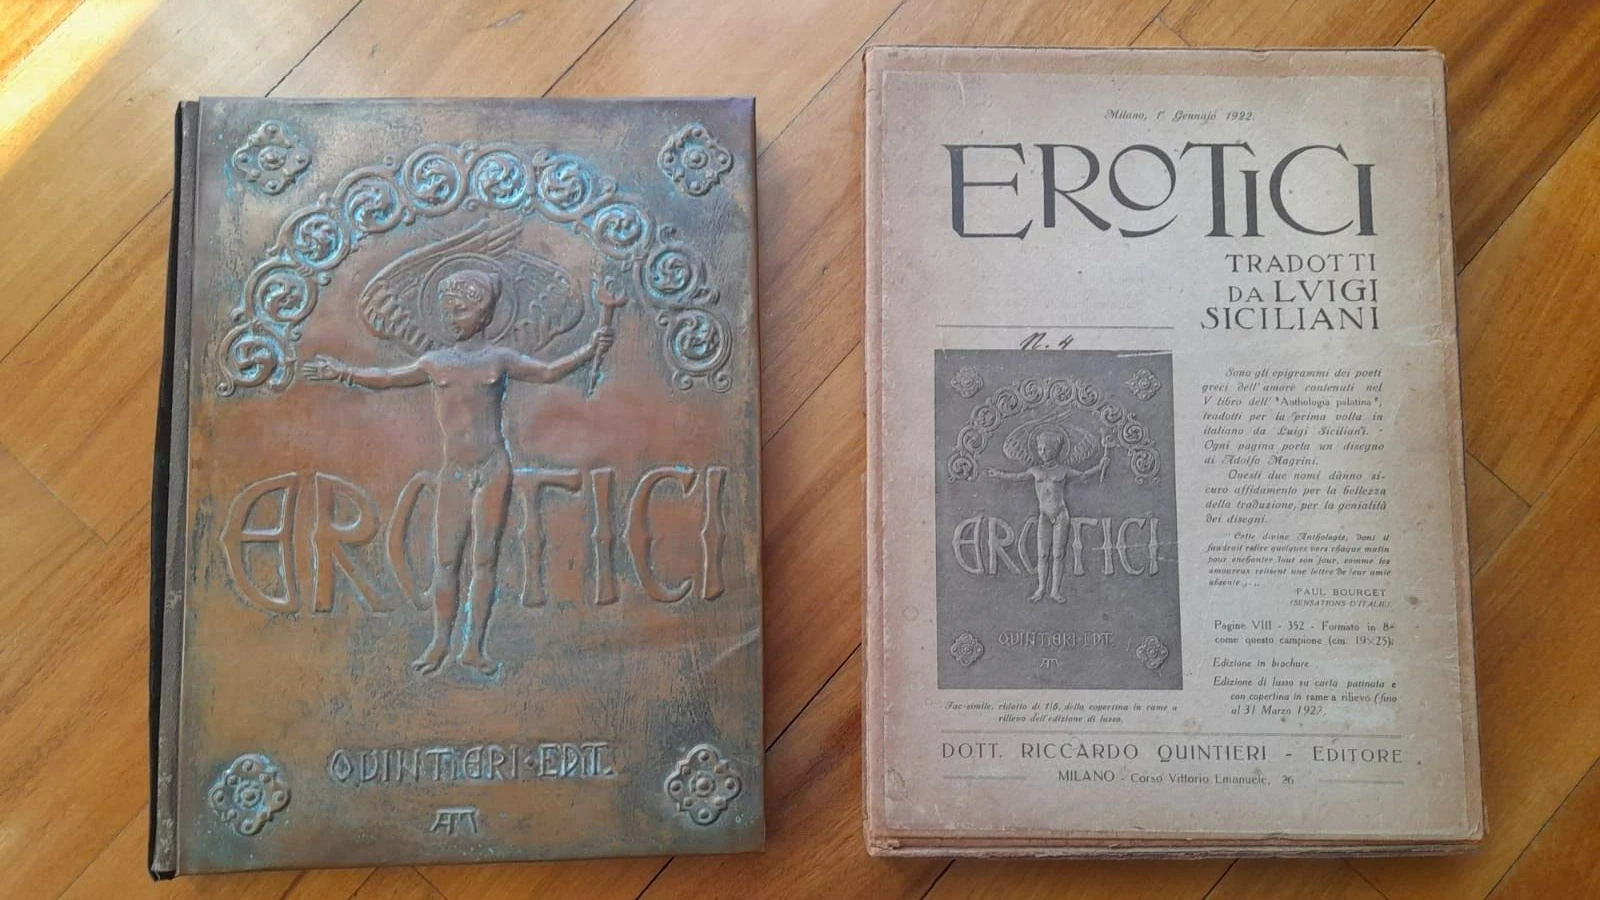 EROTICI
QUINTIERI·EDIT.
AM
Milano, 1° Gennaio 1922.
EROTICI
TRADOTTI
DA LVIGI
SICILIANI
N. 4
EROTICI
QUINTIERI·EDIT.
AM
Fac-simile, ridotto di 1/5, della copertina in rame a
rilievo dell'edizione di lusso.
Sono gli epigrammi dei poeti
greci dell'amore contenuti nel
V libro dell' "Anthologia palatina",
tradotti per la prima volta in
italiano da Luigi Siciliani. -
Ogni pagina porta un disegno
di Adolfo Magrini.
Questi due nomi dànno si-
curo affidamento per la bellezza
della traduzione, per la genialità
dei disegni.
Cette divine Anthologie, dont il
faudrait relire quelques vers chaque matin
pour enchanter tout son jour, comme les
amoureux relisent une lettre de leur amie
absente....
PAUL BOURGET
(SENSATIONS D'ITALIE).
Pagine VIII - 352 - Formato in 8°
come questo campione (cm. 19×25):
Edizione in brochure
Edizione di lusso su carta patinata e
con copertina in rame a rilievo (fino
al 31 Marzo 1922.
DOTT. RICCARDO QUINTIERI - EDITORE
MILANO - Corso Vittorio Emanuele, 26